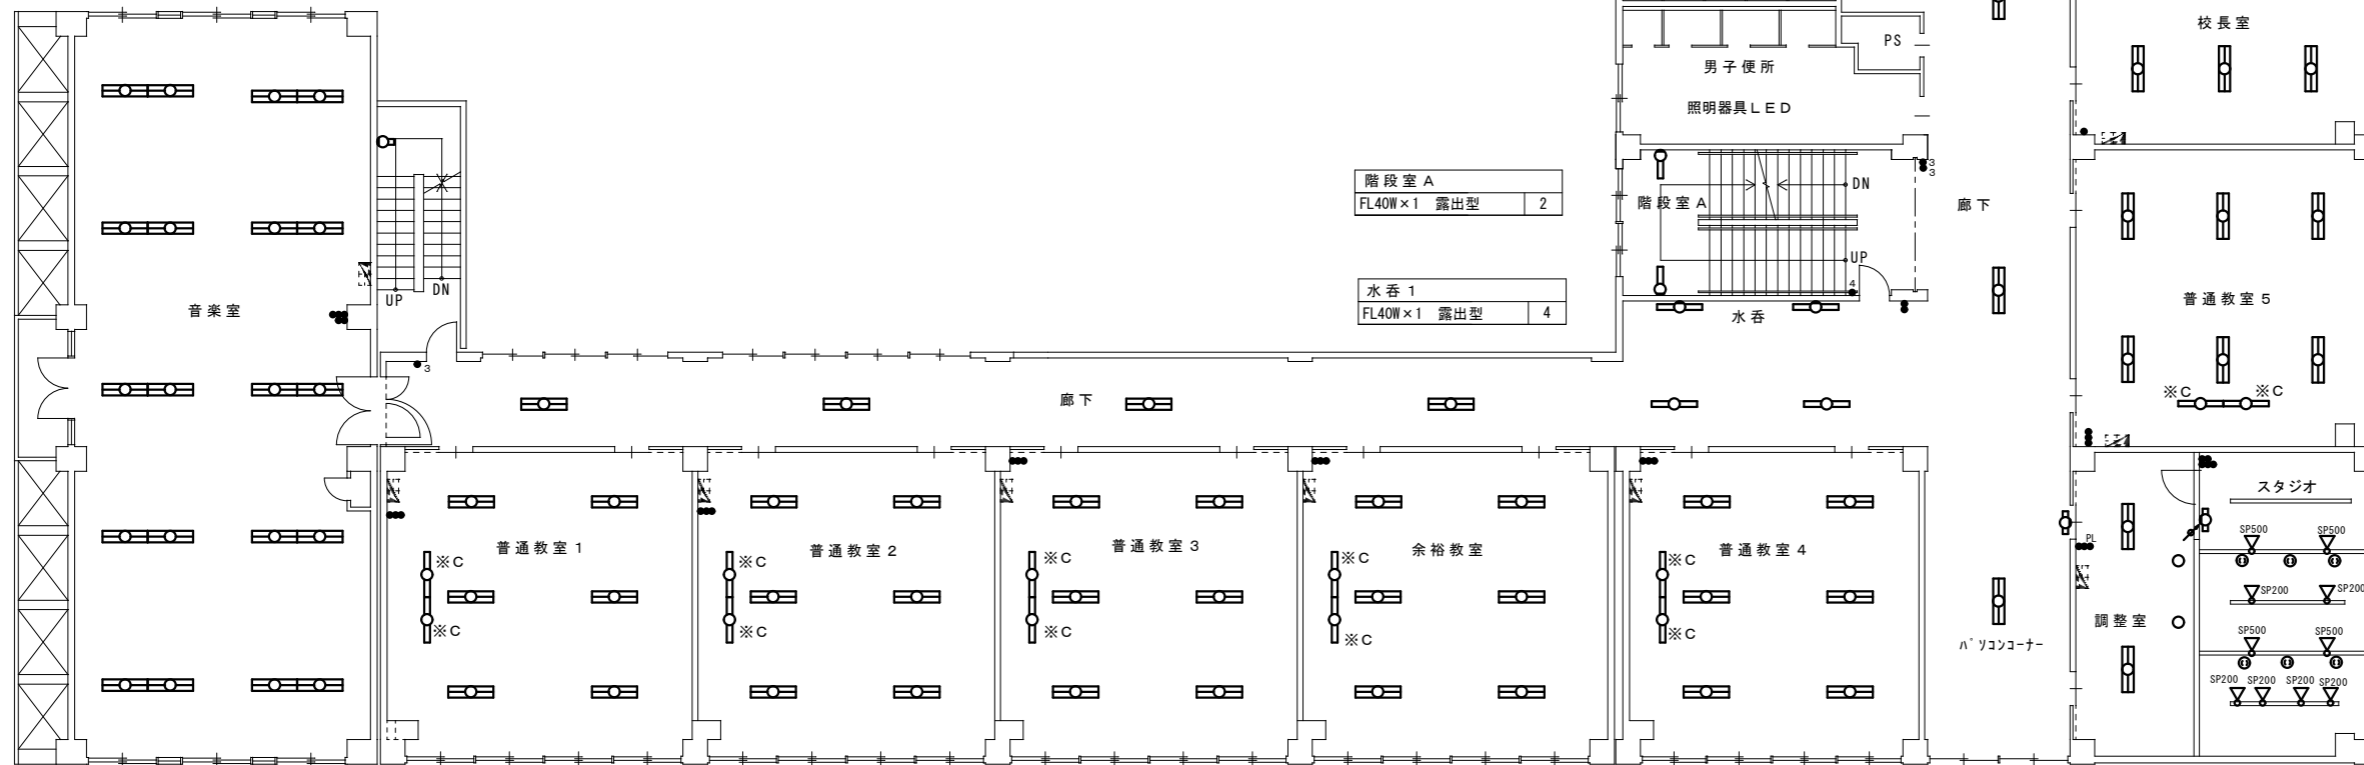 校長室
PS
男子便所
照明器具LED
階段室A
FL40W×1 露出型 2
3
3
階段室A
DN
廊下
UP
4
水呑1
FL40W×1 露出型 4
水呑
普通教室5
UP
DN
音楽室
3
廊下
※C ※C
スタジオ
普通教室1
普通教室2
普通教室3
余裕教室
普通教室4
SP500 SP500
PL
※C
※C
※C
※C
※C
SP200 SP200
※C
※C
※C
※C
※C
調整室
SP500 SP500
パソコンコーナー
SP200 SP200 SP200 SP200